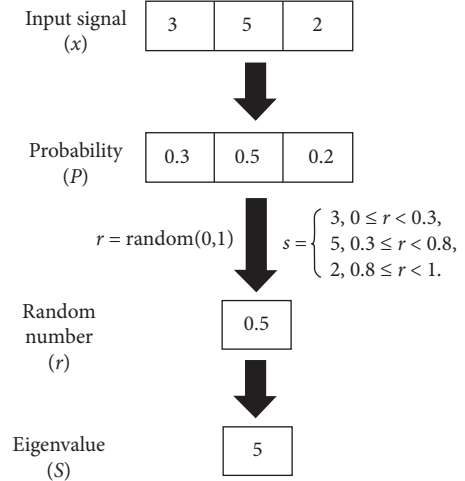 Input signal
(x)
3 5 2
Probability
(P)
0.3 0.5 0.2
r = random(0,1)
s =
3, 0 ≤ r < 0.3,
5, 0.3 ≤ r < 0.8,
2, 0.8 ≤ r < 1.
Random
number
(r)
0.5
Eigenvalue
(S)
5